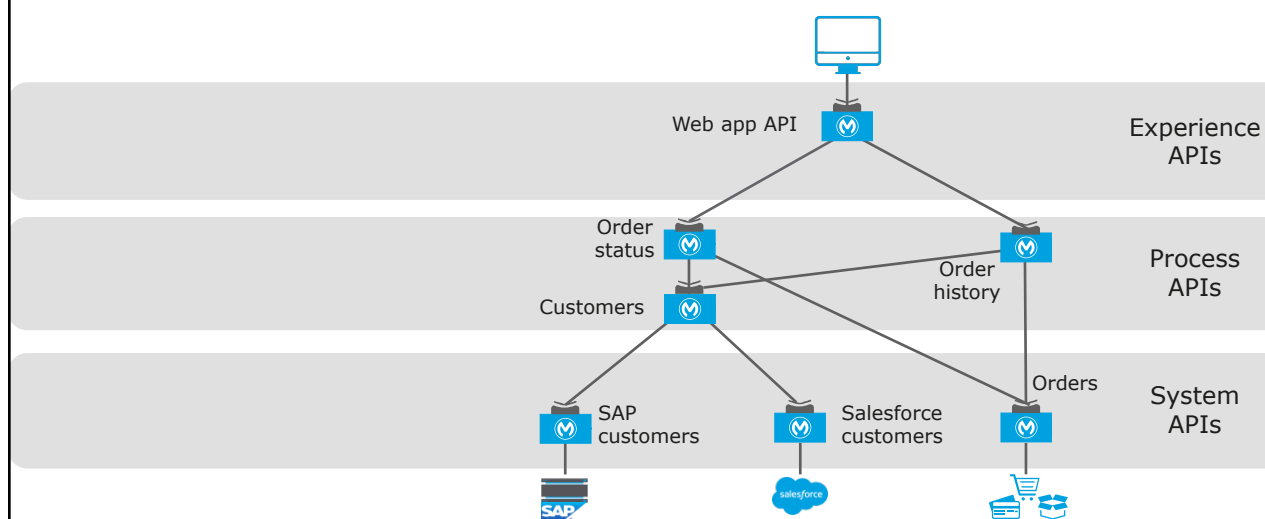 Web app API
Experience
APIs
Order
status
Order
history
Process
APIs
Customers
Orders
System
APIs
SAP
customers
Salesforce
customers
SAP
salesforce